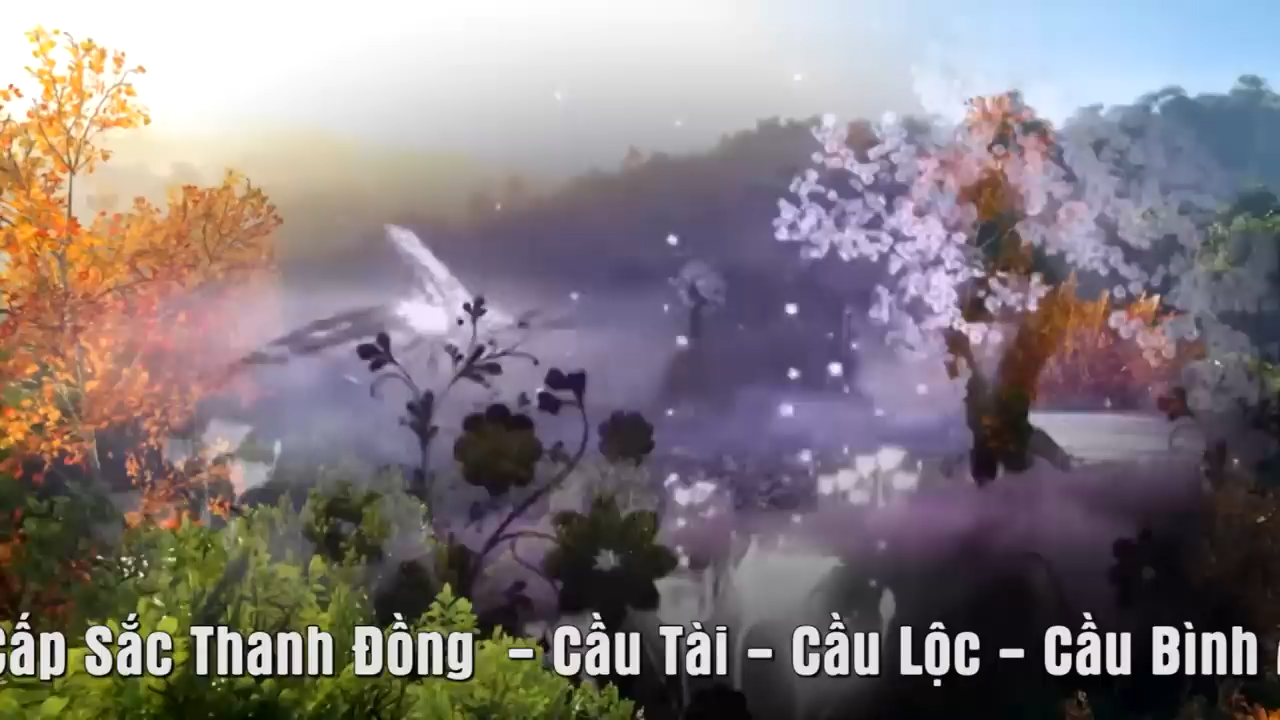 Cấp Sắc Thanh Đồng – Cầu Tài – Cầu Lộc – Cầu Bình